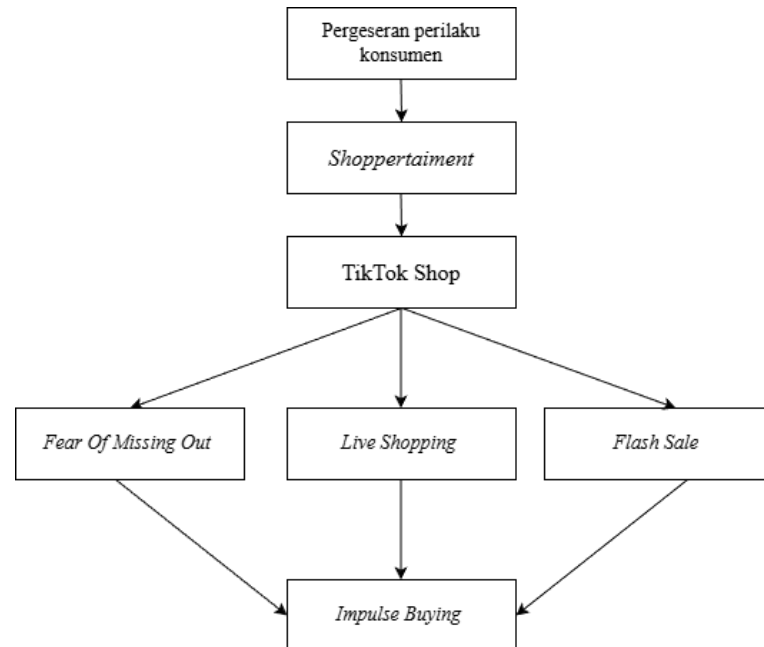 Pergeseran perilaku
konsumen
Shoppertaiment
TikTok Shop
Fear Of Missing Out
Live Shopping
Flash Sale
Impulse Buying